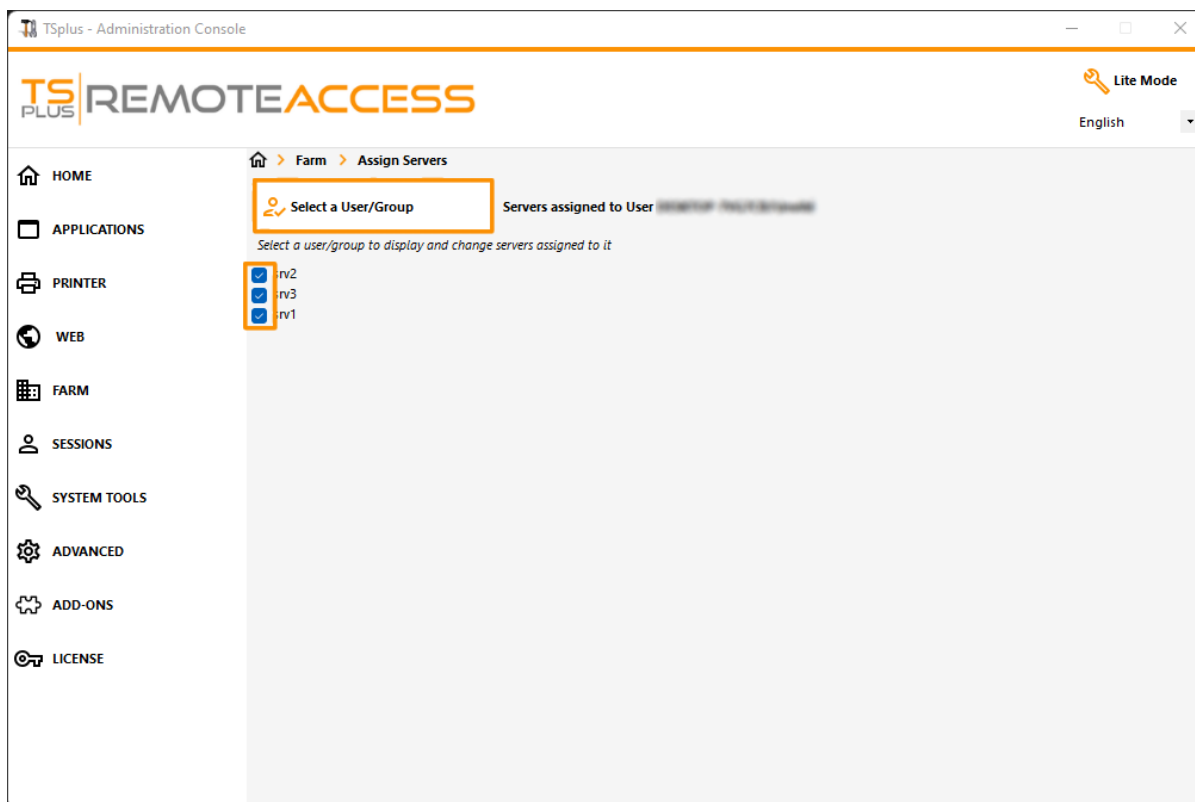 TSplus - Administration Console
TS PLUS REMOTEACCESS
Lite Mode
English
HOME
APPLICATIONS
PRINTER
WEB
FARM
SESSIONS
SYSTEM TOOLS
ADVANCED
ADD-ONS
LICENSE
Farm > Assign Servers
Select a User/Group
Servers assigned to User
Select a user/group to display and change servers assigned to it
srv2
srv3
srv1